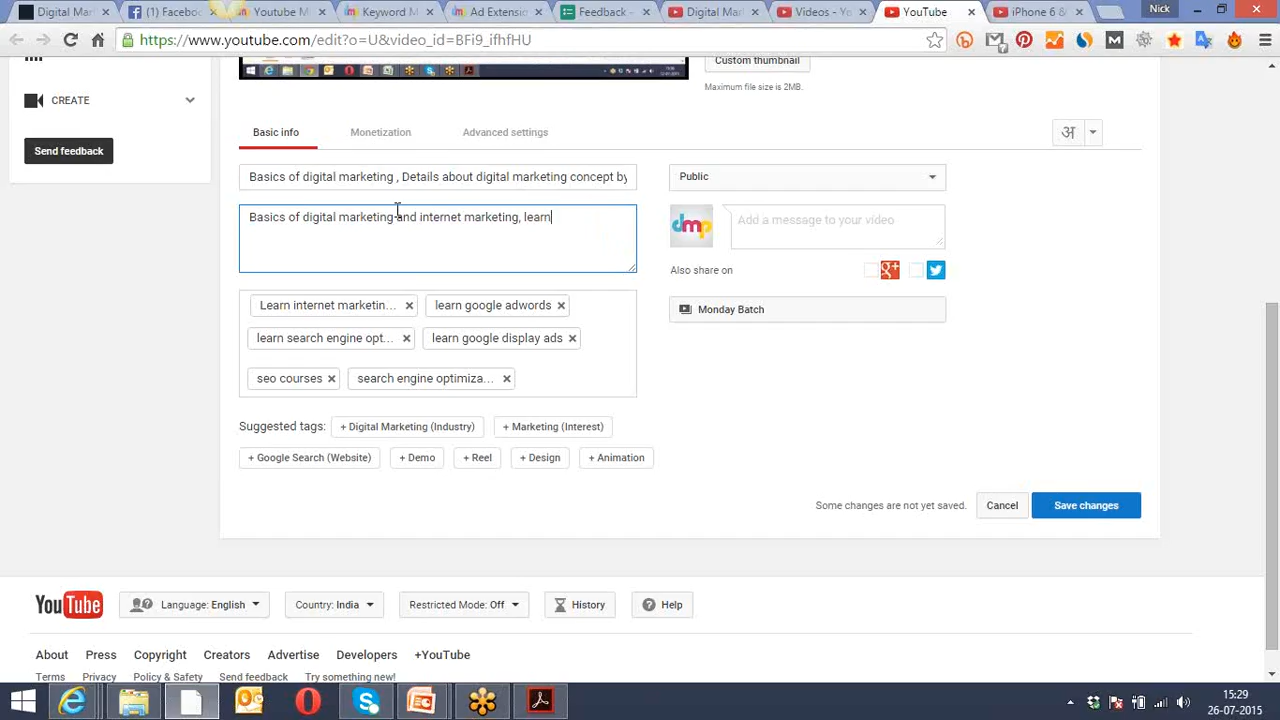 Digital Mar
(1) Facebook
Digital Mar
Keyword M
Ad Extension
Feedback –
Digital Mar
Videos - Yo
YouTube
iPhone 6 &
Nick
https://www.youtube.com/edit?o=U&video_id=BFi9_ifhfHU
CREATE
Send feedback
Custom thumbnail
Maximum file size is 2MB.
Basic info Monetization Advanced settings
अ
Basics of digital marketing , Details about digital marketing concept by
Public
Basics of digital marketing and internet marketing, learn
dmp
Add a message to your video
Also share on
Learn internet marketin... learn google adwords
Monday Batch
learn search engine opt... learn google display ads
seo courses search engine optimiza...
Suggested tags: + Digital Marketing (Industry) + Marketing (Interest)
+ Google Search (Website) + Demo + Reel + Design + Animation
Some changes are not yet saved. Cancel Save changes
YouTube Language: English Country: India Restricted Mode: Off History Help
About Press Copyright Creators Advertise Developers +YouTube
Terms Privacy Policy & Safety Send feedback Try something new!
15:29
26-07-2015